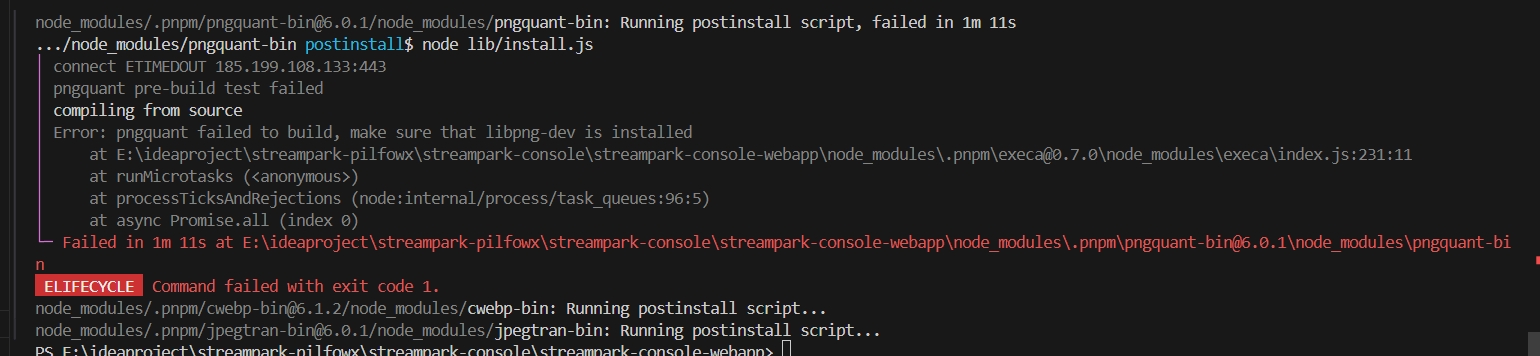 node_modules/.pnpm/pngquant-bin@6.0.1/node_modules/pngquant-bin: Running postinstall script, failed in 1m 11s
.../node_modules/pngquant-bin postinstall$ node lib/install.js
connect ETIMEDOUT 185.199.108.133:443
pngquant pre-build test failed
compiling from source
Error: pngquant failed to build, make sure that libpng-dev is installed
at E:\ideaproject\streampark-pilfowx\streampark-console\streampark-console-webapp\node_modules\.pnpm\execa@0.7.0\node_modules\execa\index.js:231:11
at runMicrotasks (<anonymous>)
at processTicksAndRejections (node:internal/process/task_queues:96:5)
at async Promise.all (index 0)
Failed in 1m 11s at E:\ideaproject\streampark-pilfowx\streampark-console\streampark-console-webapp\node_modules\.pnpm\pngquant-bin@6.0.1\node_modules\pngquant-bi
n
ELIFECYCLE Command failed with exit code 1.
node_modules/.pnpm/cwebp-bin@6.1.2/node_modules/cwebp-bin: Running postinstall script...
node_modules/.pnpm/jpegtran-bin@6.0.1/node_modules/jpegtran-bin: Running postinstall script...
PS E:\ideaproject\streampark-pilfowx\streampark-console\streampark-console-webapp>